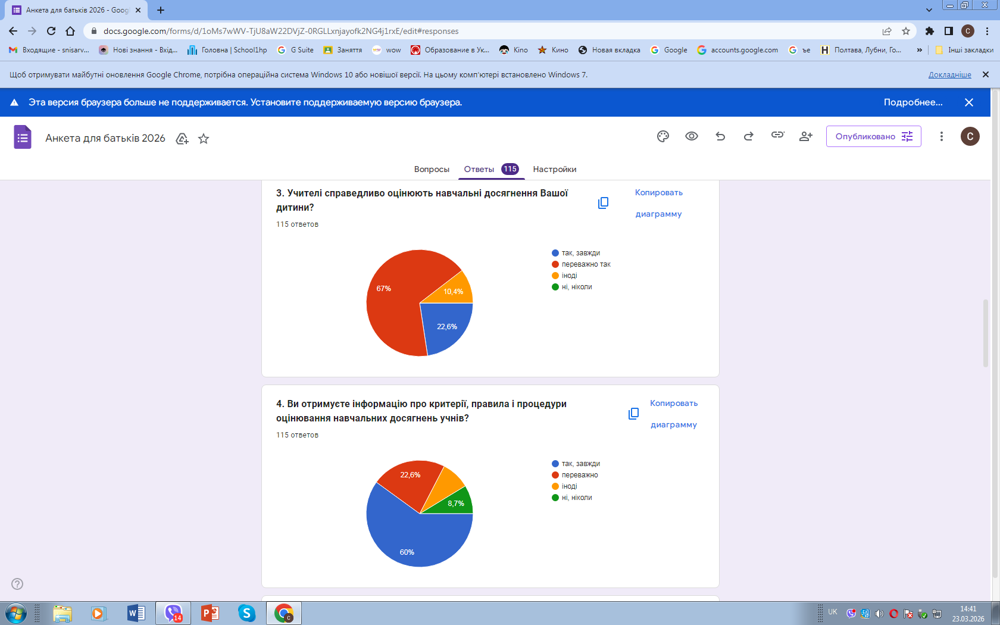 Анкета для батьків 2026 - Goog
docs.google.com/forms/d/1oMs7wWV-TjU8aW22DVjZ-0RGLLxnjayofk2NG4j1rxE/edit#responses
C
Входящие - snisarv...
Нові знання - Вхід...
Головна | School1hp
G Suite
Заняття
wow
Образование в Ук...
Kino
Кино
Новая вкладка
Google
accounts.google.com
ъе
Полтава, Лубни, Го...
»
Інші закладки
Щоб отримувати майбутні оновлення Google Chrome, потрібна операційна система Windows 10 або новішої версії. На цьому комп'ютері встановлено Windows 7.
Докладніше
Эта версия браузера больше не поддерживается. Установите поддерживаемую версию браузера.
Подробнее...
Анкета для батьків 2026
Опубликовано
C
Вопросы
Ответы 115
Настройки
3. Учителі справедливо оцінюють навчальні досягнення Вашої
дитини?
Копировать
диаграмму
115 ответов
67%
10,4%
22,6%
так, завжди
переважно так
іноді
ні, ніколи
4. Ви отримуєте інформацію про критерії, правила і процедури
оцінювання навчальних досягнень учнів?
Копировать
диаграмму
115 ответов
22,6%
8,7%
60%
так, завжди
переважно
іноді
ні, ніколи
14
C
UK
14:41
23.03.2026